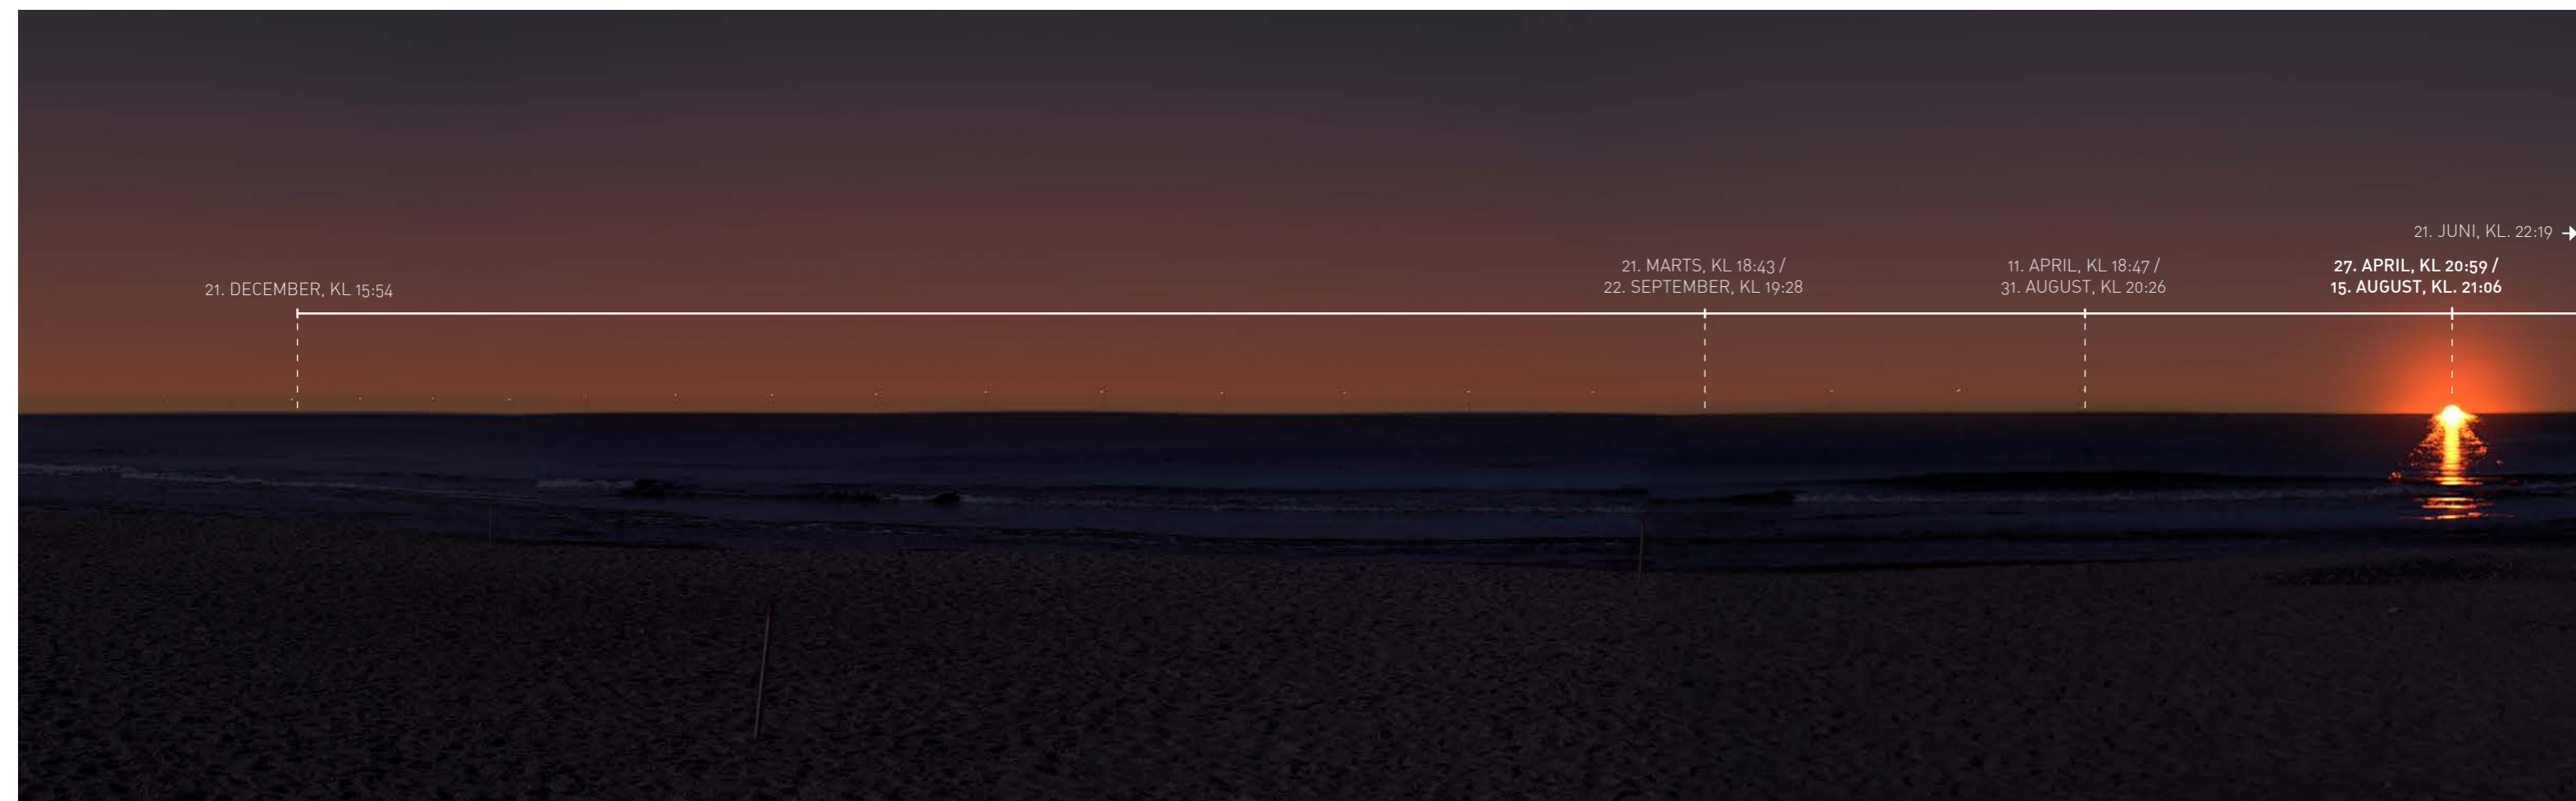 21. JUNI, KL. 22:19
21. DECEMBER, KL 15:54
21. MARTS, KL 18:43 /
22. SEPTEMBER, KL 19:28
11. APRIL, KL 18:47 /
31. AUGUST, KL 20:26
27. APRIL, KL 20:59 /
15. AUGUST, KL. 21:06